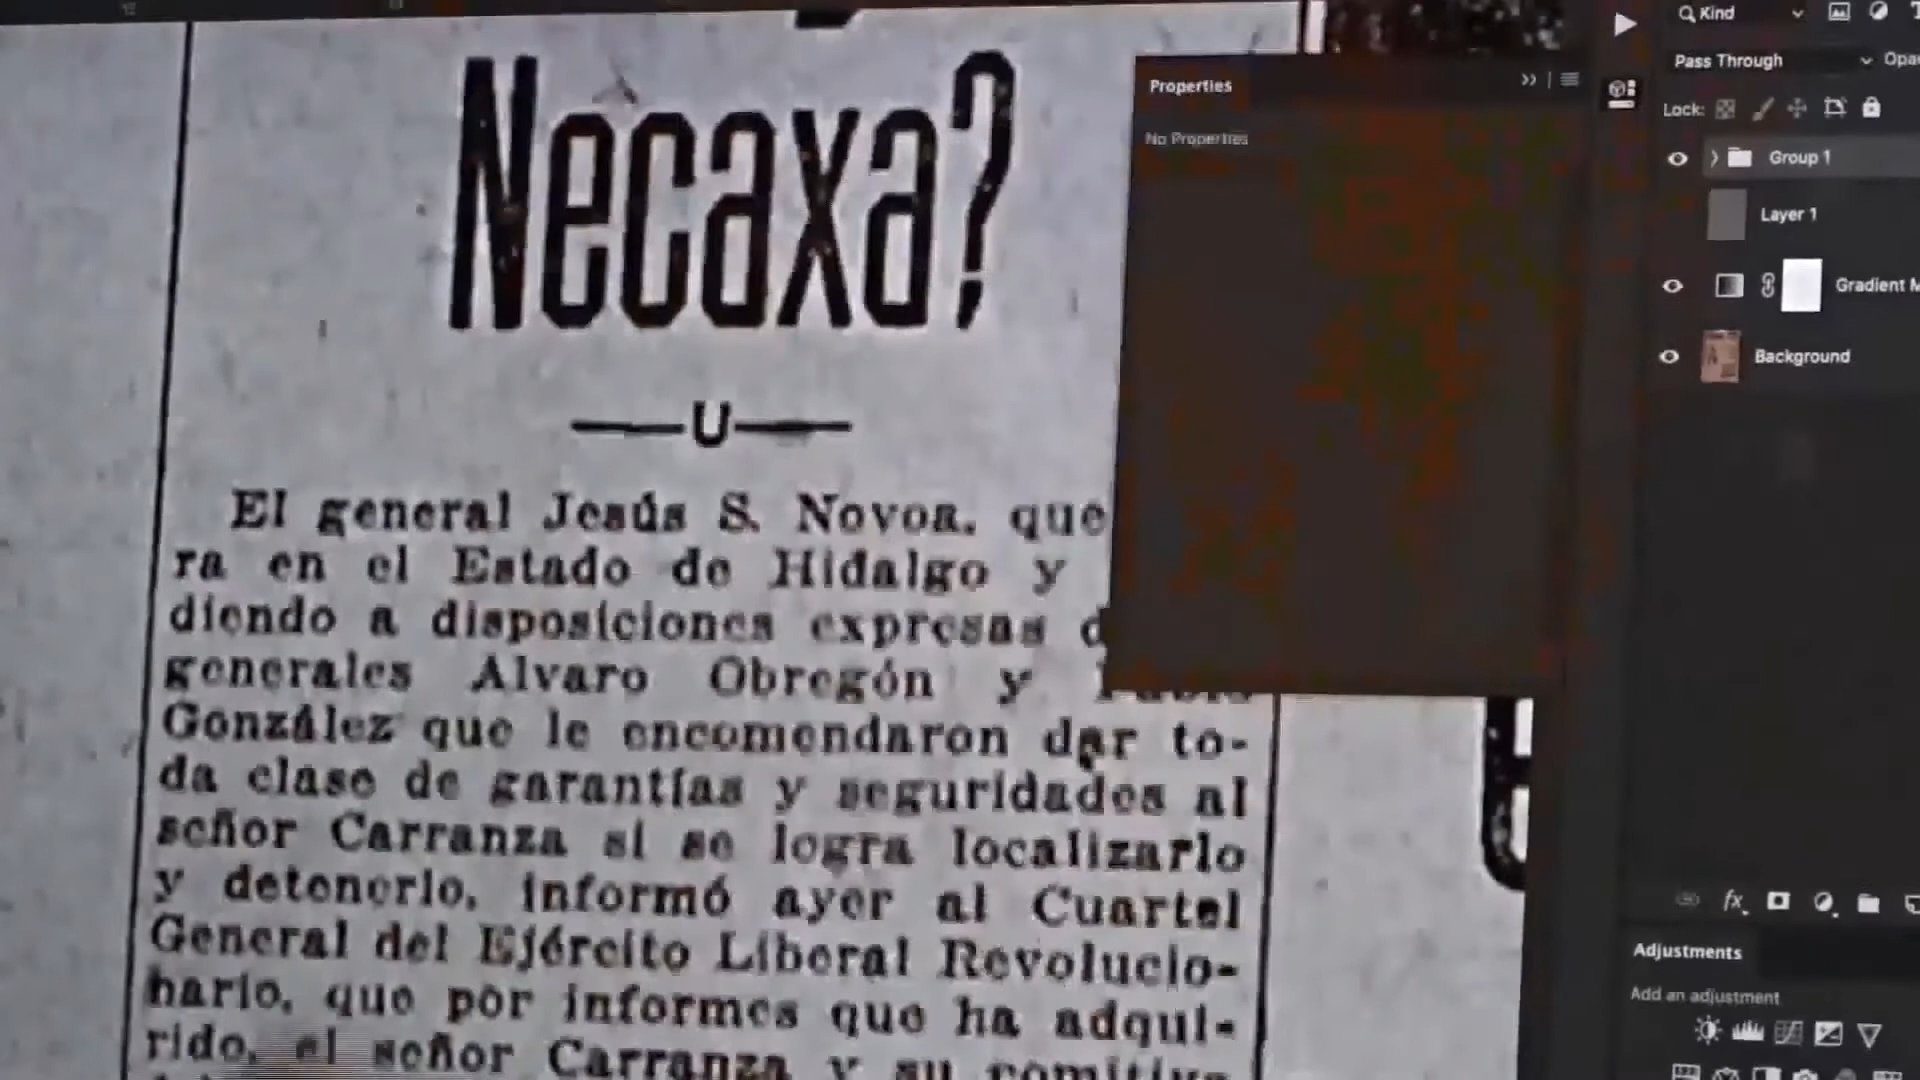 Necaxa?
U
El general Jesús S. Novoa, que
ra en el Estado de Hidalgo y
diendo a disposiciones expresas
generales Alvaro Obregón y
González que le encomendaron dar to-
da clase de garantías y seguridades al
señor Carranza si se logra localizarlo
y detenerlo, informó ayer al Cuartel
General del Ejército Liberal Revolucio-
nario, que por informes que ha adqui-
rido, el señor Carranza y su comitiva
Properties
No Properties
Kind
Pass Through
Lock:
Group 1
Layer 1
Background
fx
Adjustments
Add an adjustment